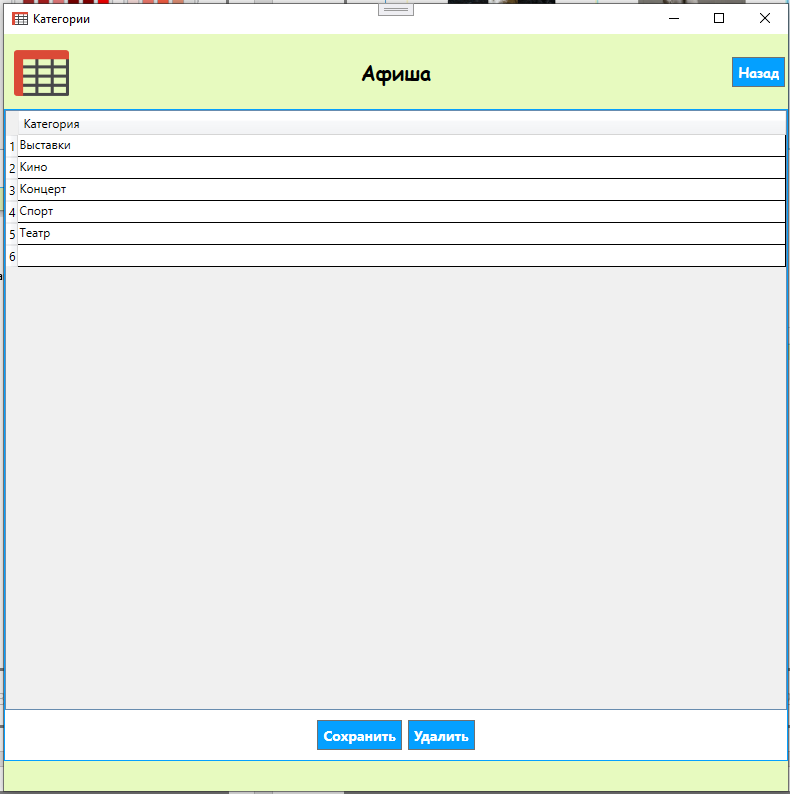 Категории
Афиша
Назад
Категория
1 Выставки
2 Кино
3 Концерт
4 Спорт
5 Театр
6
Сохранить Удалить